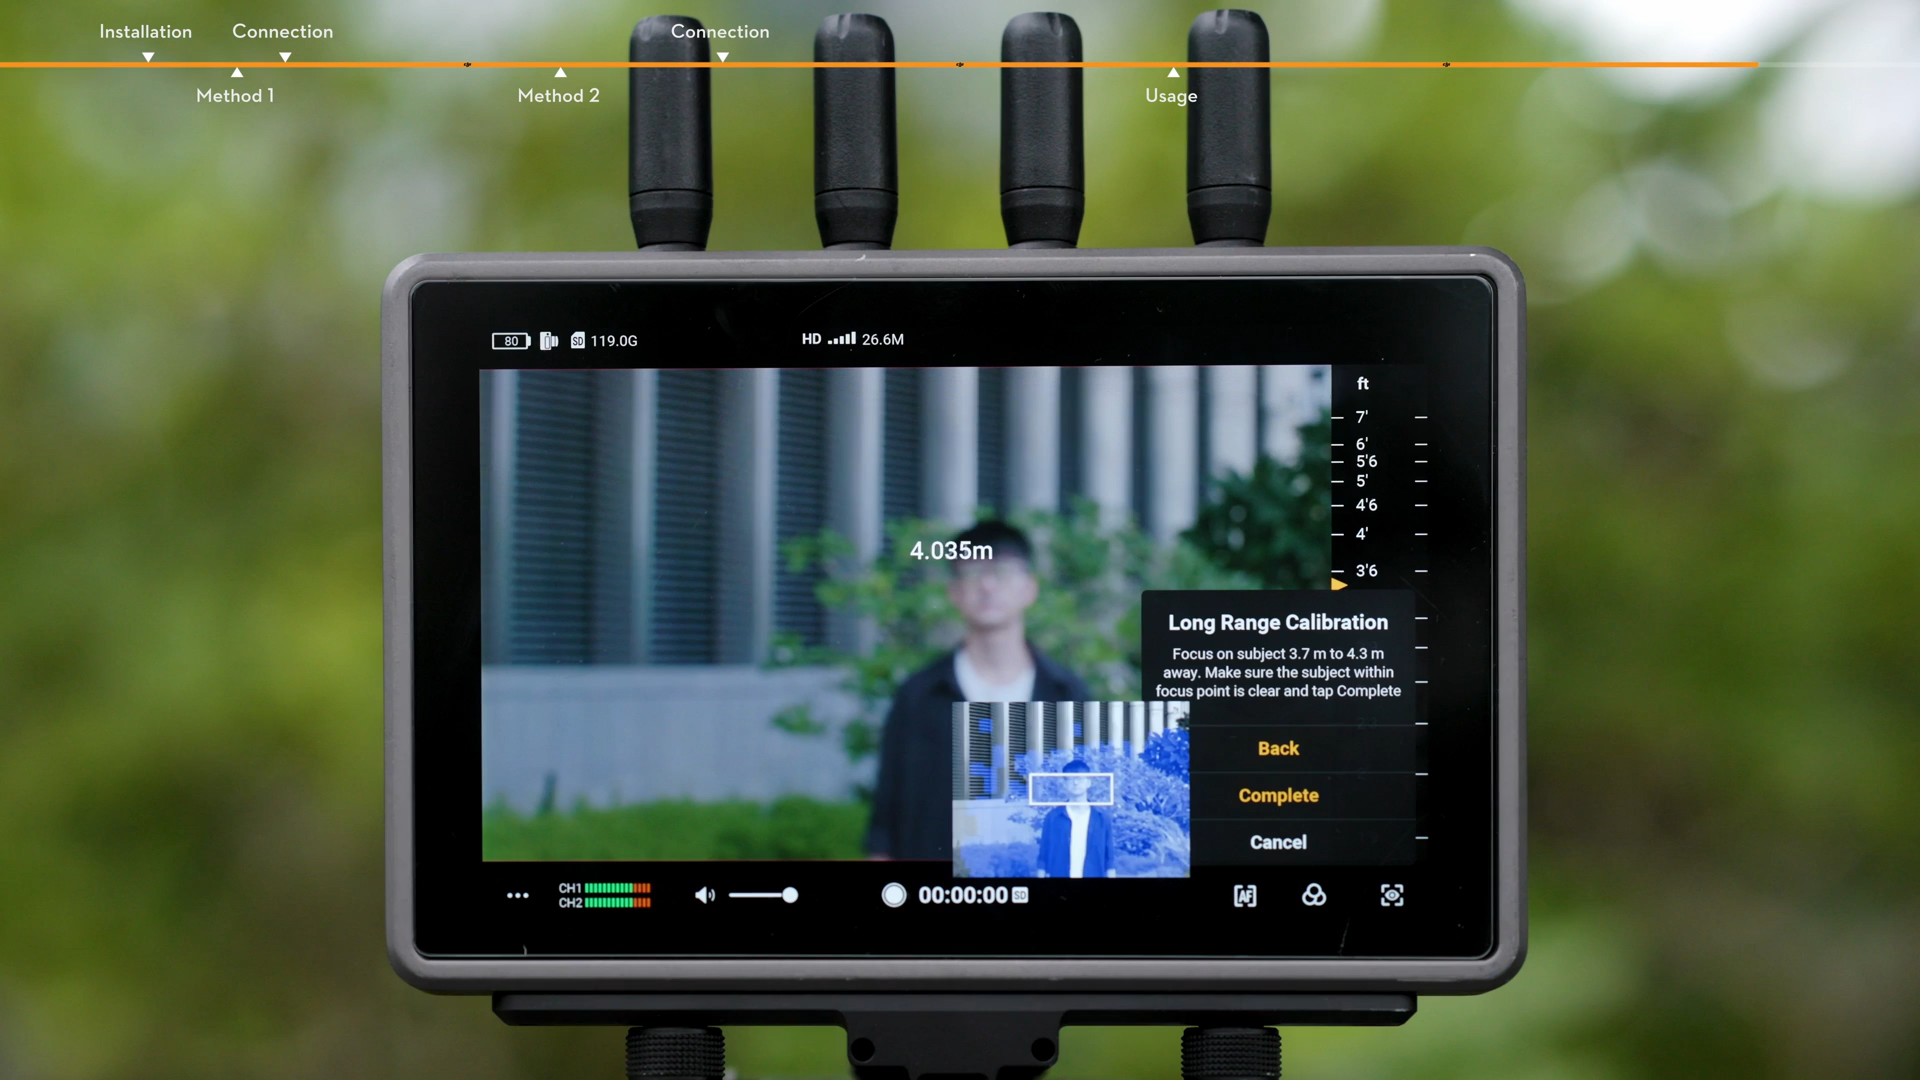 Installation
Connection
Connection
Method 1
Method 2
Usage
80
SD
119.0G
HD
26.6M
ft
7'
6'
5'6
5'
4'6
4'
3'6
4.035m
Long Range Calibration
Focus on subject 3.7 m to 4.3 m
away. Make sure the subject within
focus point is clear and tap Complete
Back
Complete
Cancel
CH1
CH2
00:00:00
SD
AF